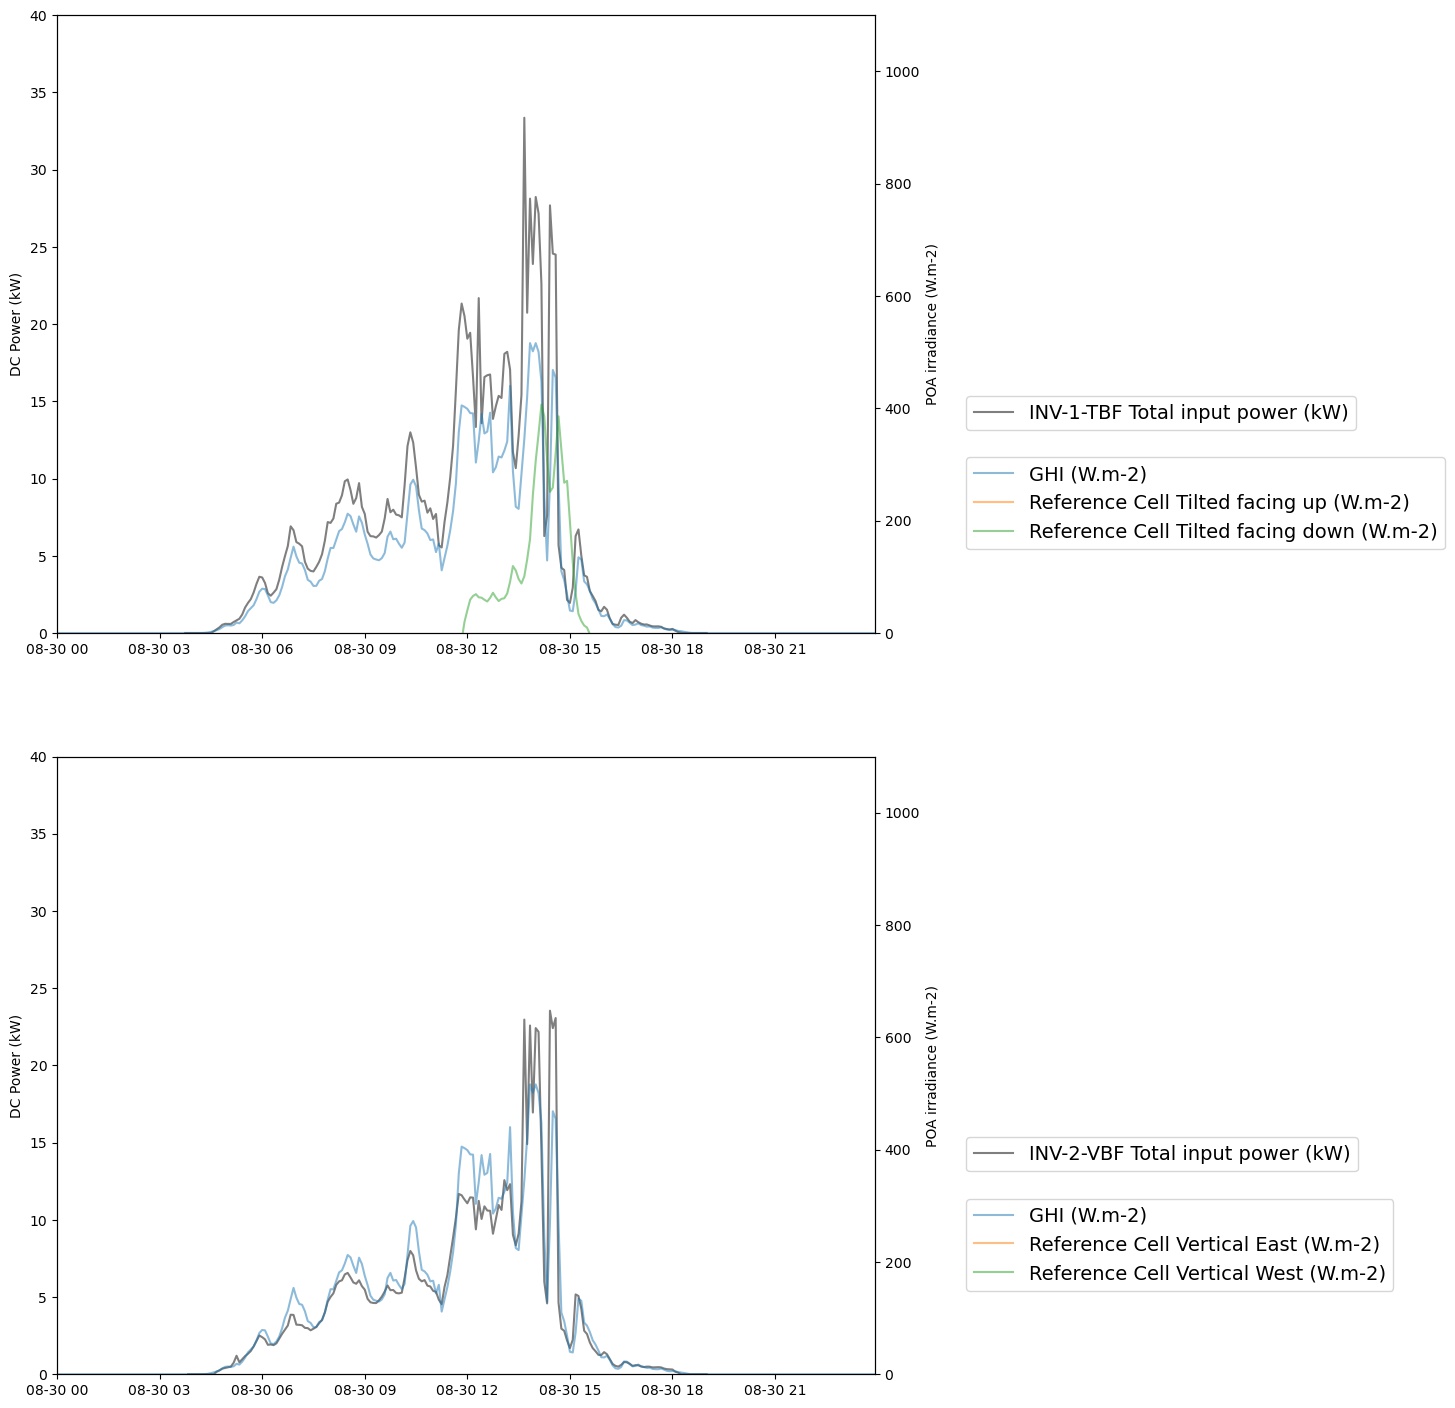 40
35
30
25
20
15
10
5
0
DC Power (kW)
1000
800
600
400
200
0
POA irradiance (W.m-2)
08-30 00 08-30 03 08-30 06 08-30 09 08-30 12 08-30 15 08-30 18 08-30 21
INV-1-TBF Total input power (kW)
GHI (W.m-2)
Reference Cell Tilted facing up (W.m-2)
Reference Cell Tilted facing down (W.m-2)
40
35
30
25
20
15
10
5
0
DC Power (kW)
1000
800
600
400
200
0
POA irradiance (W.m-2)
08-30 00 08-30 03 08-30 06 08-30 09 08-30 12 08-30 15 08-30 18 08-30 21
INV-2-VBF Total input power (kW)
GHI (W.m-2)
Reference Cell Vertical East (W.m-2)
Reference Cell Vertical West (W.m-2)